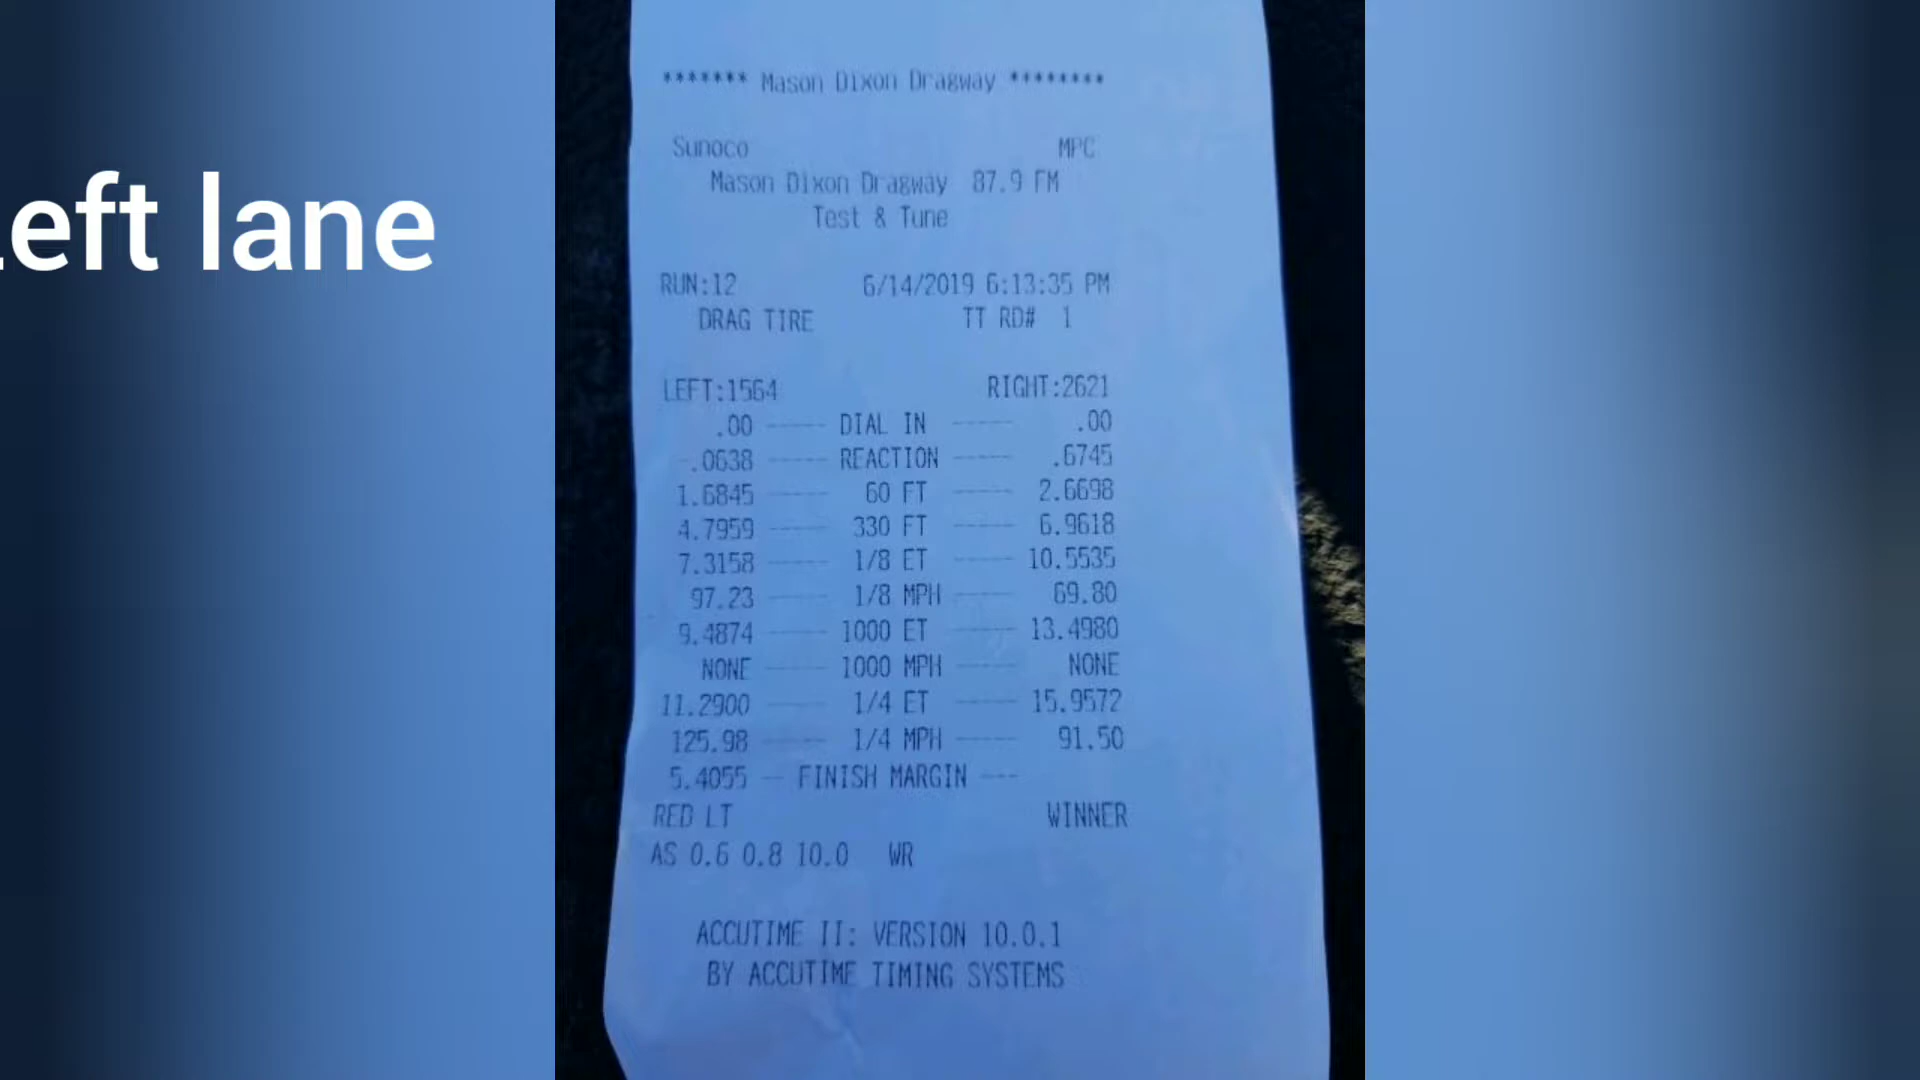 eft lane
******* Mason Dixon Dragway ********
Sunoco MPC
Mason Dixon Dragway 87.9 FM
Test & Tune
RUN:12 6/14/2019 6:13:35 PM
DRAG TIRE TT RD# 1
LEFT:1564 RIGHT:2621
.00 ----- DIAL IN ----- .00
-.0638 ----- REACTION ----- .6745
1.6845 ----- 60 FT ----- 2.6698
4.7959 ----- 330 FT ----- 6.9618
7.3158 ----- 1/8 ET ----- 10.5535
97.23 ----- 1/8 MPH ----- 69.80
9.4874 ----- 1000 ET ----- 13.4980
NONE ----- 1000 MPH ----- NONE
11.2900 ----- 1/4 ET ----- 15.9572
125.98 ----- 1/4 MPH ----- 91.50
5.4055 -- FINISH MARGIN ---
RED LT WINNER
AS 0.6 0.8 10.0 WR
ACCUTIME II: VERSION 10.0.1
BY ACCUTIME TIMING SYSTEMS